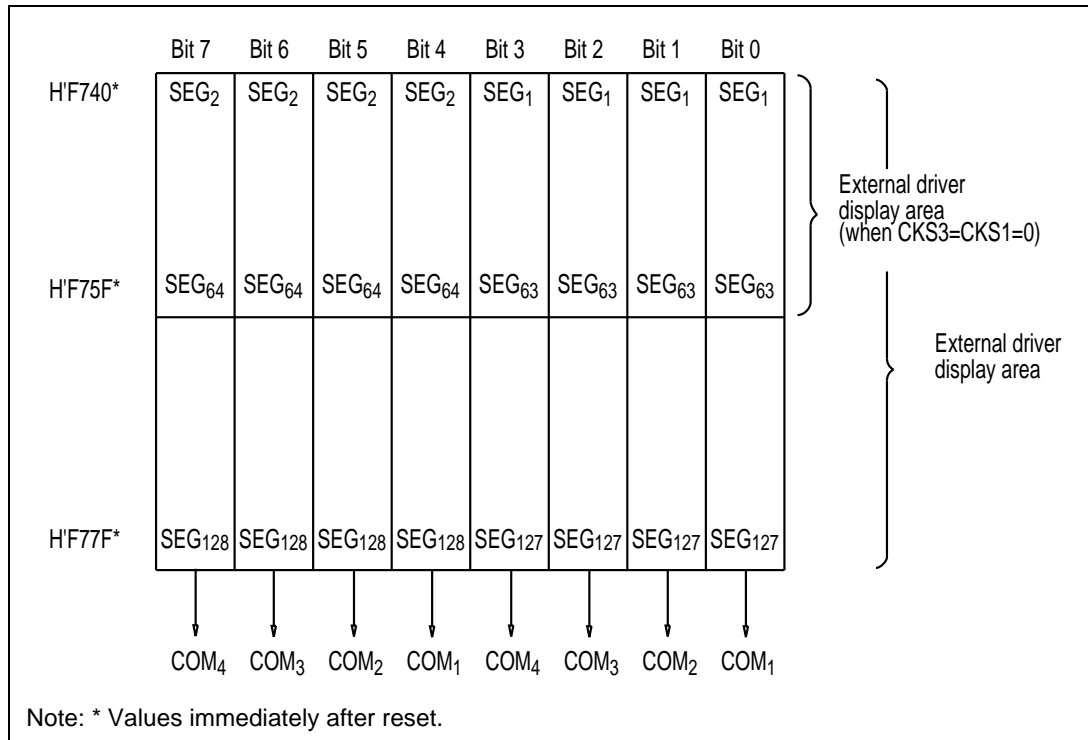 Bit 7 Bit 6 Bit 5 Bit 4 Bit 3 Bit 2 Bit 1 Bit 0
H'F740* SEG2 SEG2 SEG2 SEG2 SEG1 SEG1 SEG1 SEG1
External driver
display area
(when CKS3=CKS1=0)
H'F75F* SEG64 SEG64 SEG64 SEG64 SEG63 SEG63 SEG63 SEG63
External driver
display area
H'F77F* SEG128 SEG128 SEG128 SEG128 SEG127 SEG127 SEG127 SEG127
COM4 COM3 COM2 COM1 COM4 COM3 COM2 COM1
Note: * Values immediately after reset.